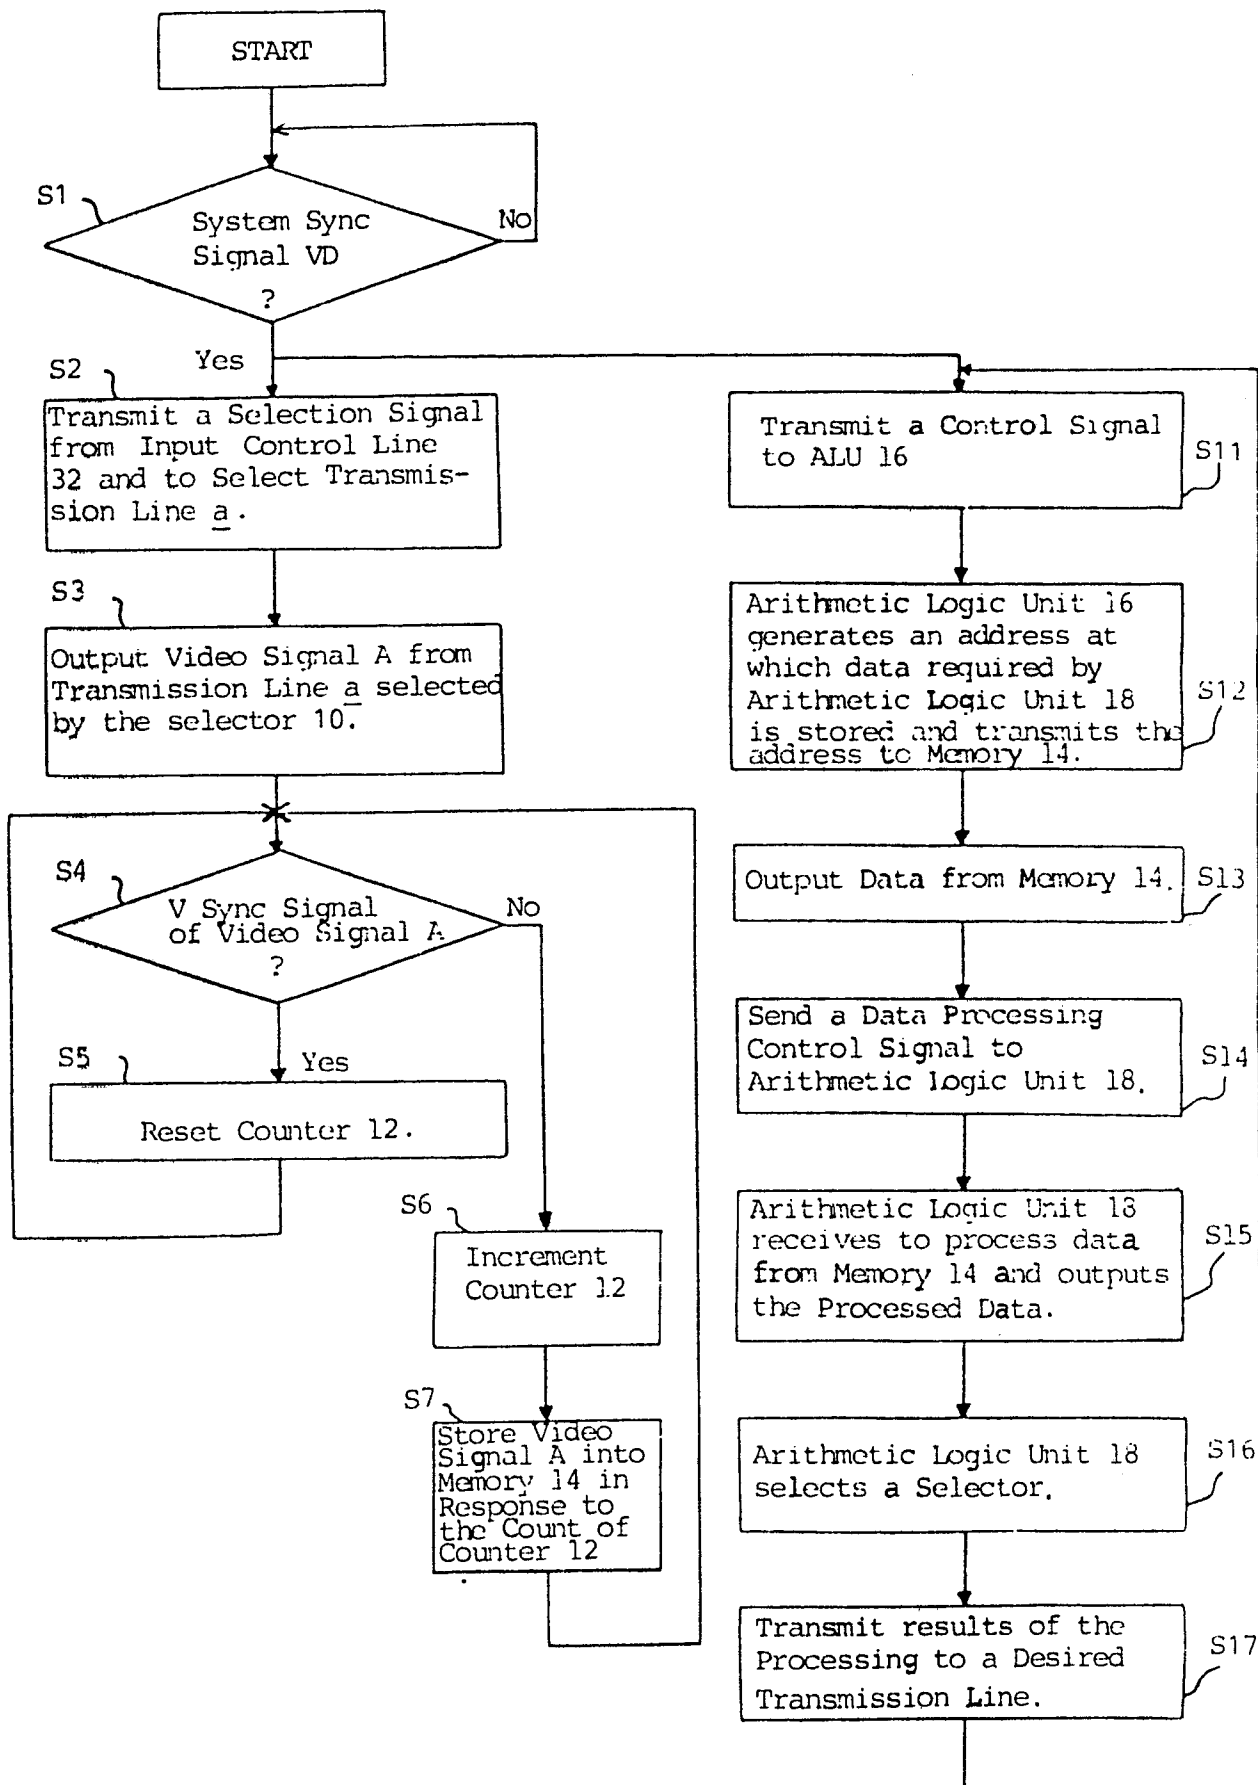 START
S1
System Sync
Signal VD
?
No
Yes
S2
Transmit a Selection Signal
from Input Control Line
32 and to Select Transmis-
sion Line a.
S3
Output Video Signal A from
Transmission Line a selected
by the selector 10.
S4
V Sync Signal
of Video Signal A
?
No
Yes
S5
Reset Counter 12.
S6
Increment
Counter 12
S7
Store Video
Signal A into
Memory 14 in
Response to
the Count of
Counter 12
Transmit a Control Signal
to ALU 16
S11
Arithmetic Logic Unit 16
generates an address at
which data required by
Arithmetic Logic Unit 18
is stored and transmits the
address to Memory 14.
S12
Output Data from Memory 14.
S13
Send a Data Processing
Control Signal to
Arithmetic Logic Unit 18.
S14
Arithmetic Logic Unit 18
receives to process data
from Memory 14 and outputs
the Processed Data.
S15
Arithmetic Logic Unit 18
selects a Selector.
S16
Transmit results of the
Processing to a Desired
Transmission Line.
S17